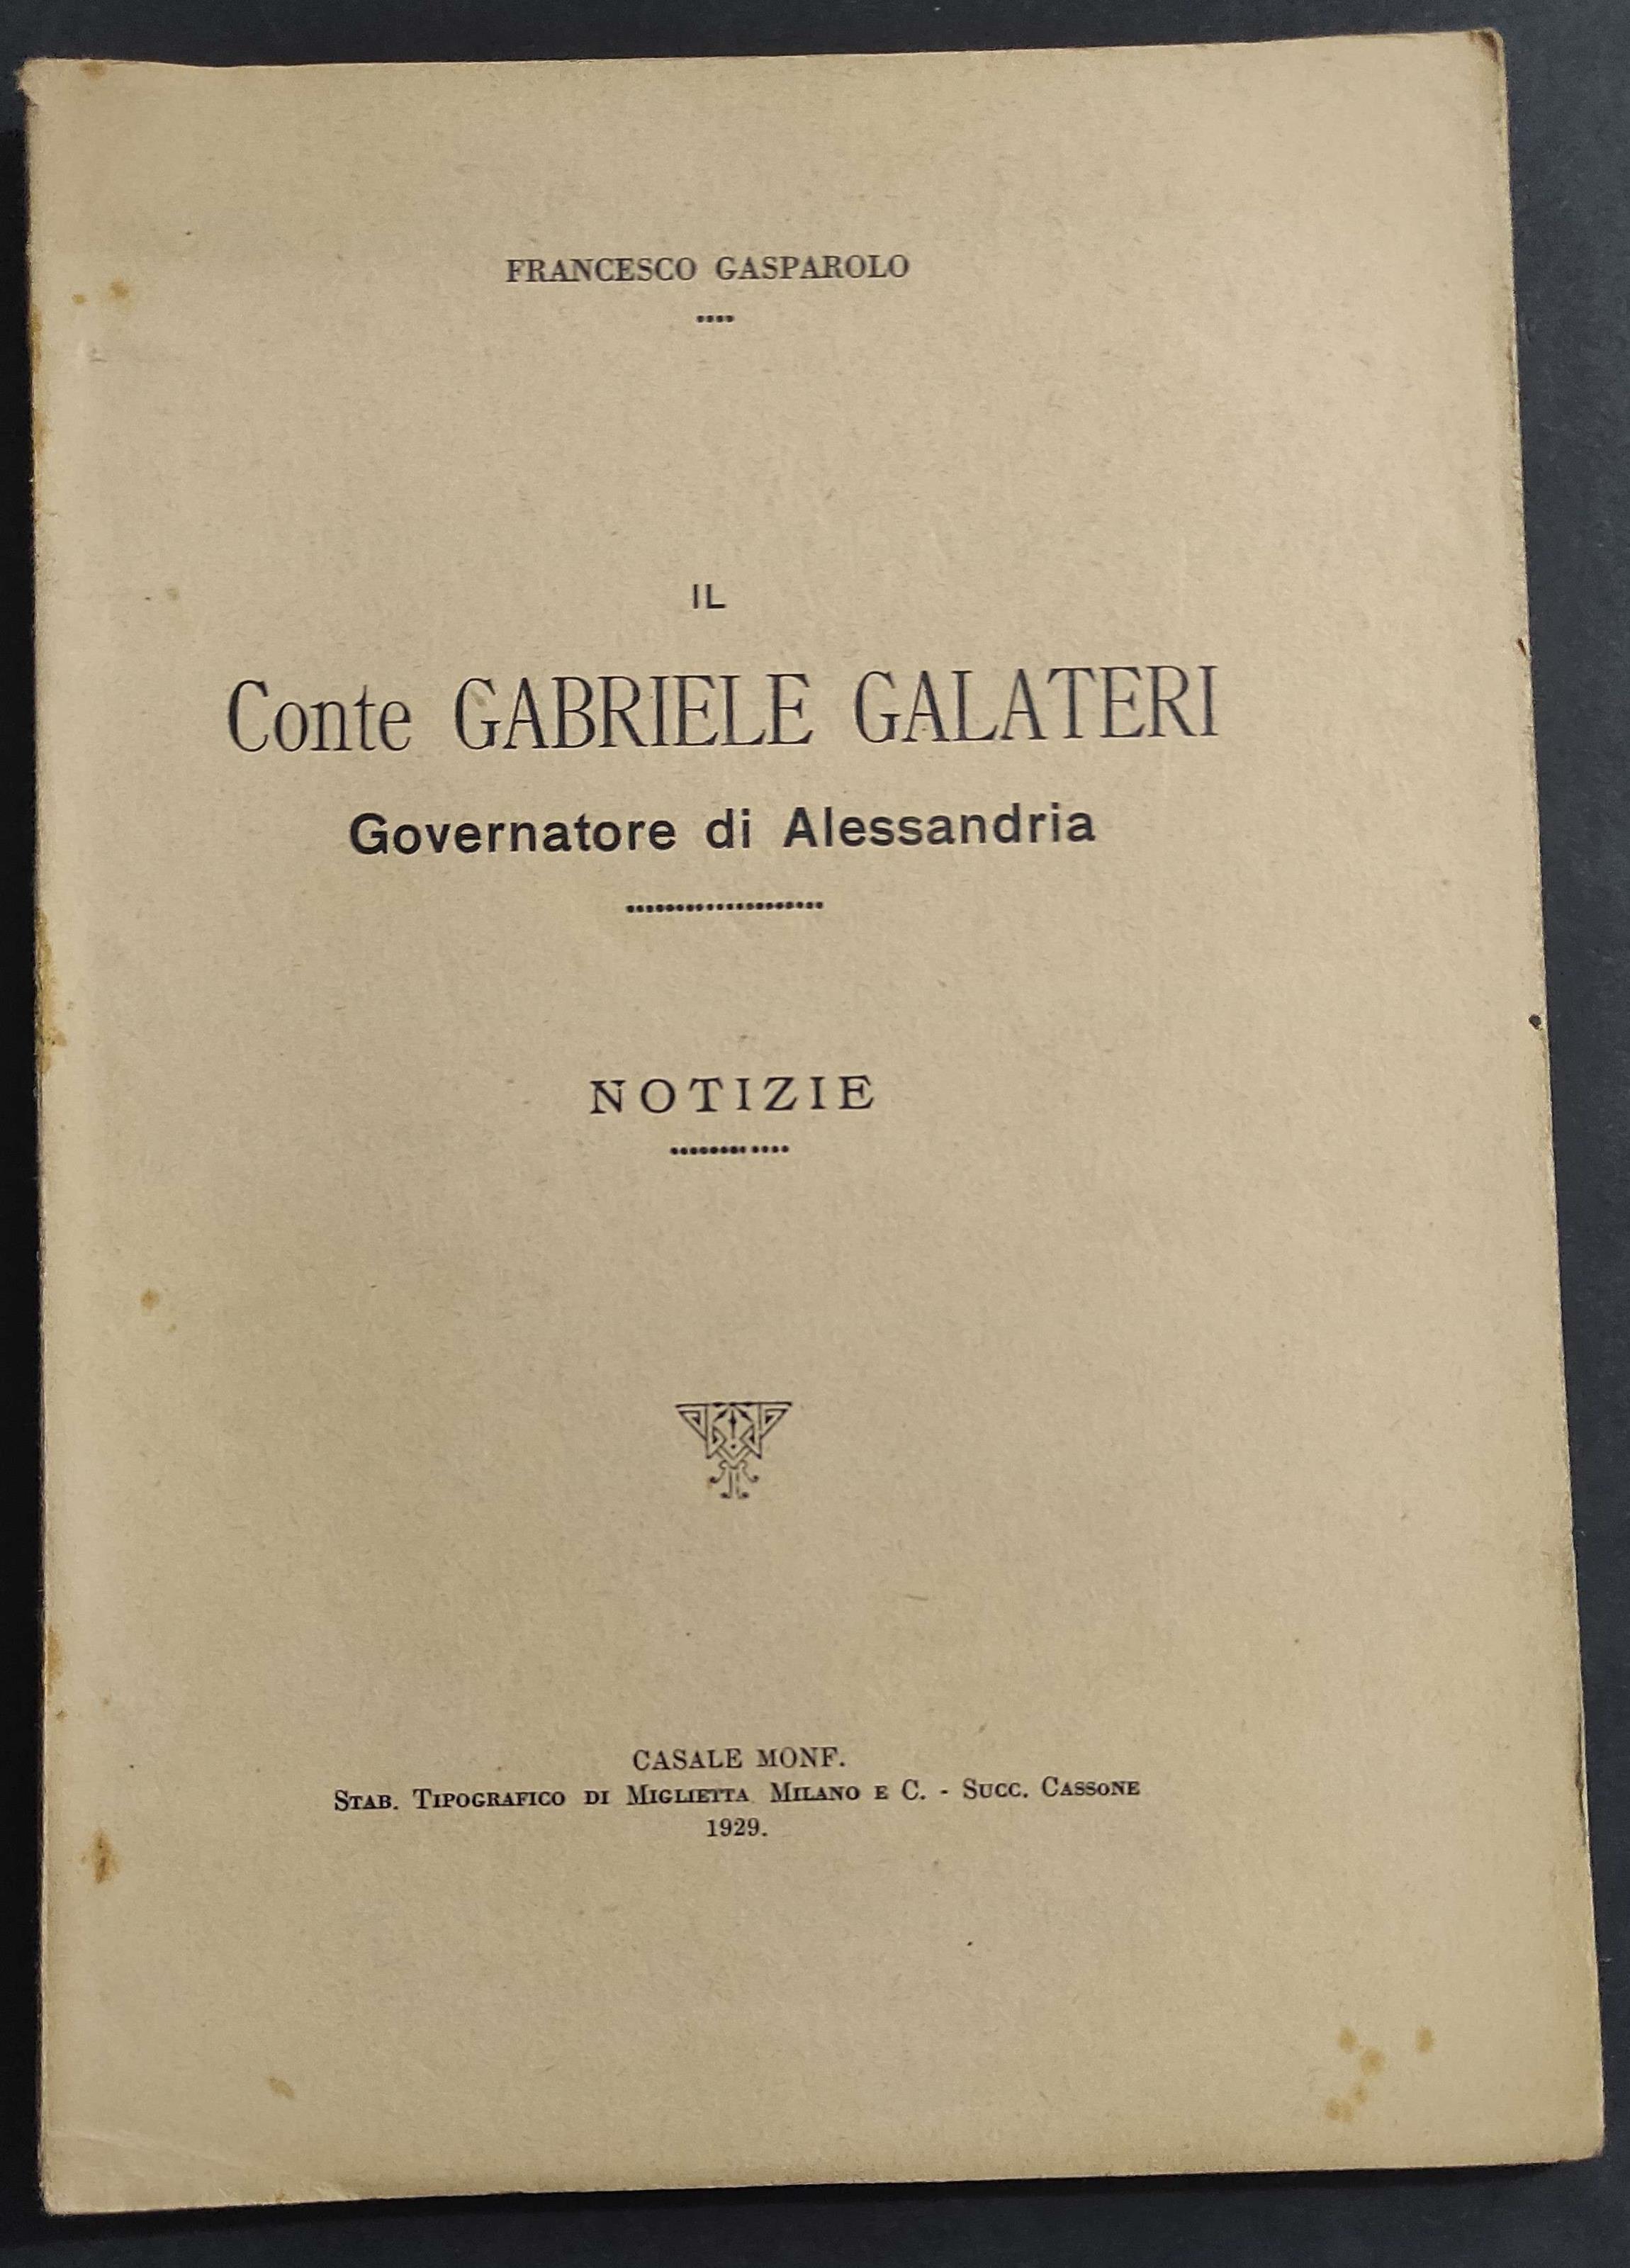 FRANCESCO GASPAROLO
IL
Conte GABRIELE GALATERI
Governatore di Alessandria
NOTIZIE
CASALE MONF.
STAB. TIPOGRAFICO DI MIGLIETTA MILANO E C. - SUCC. CASSONE
1929.